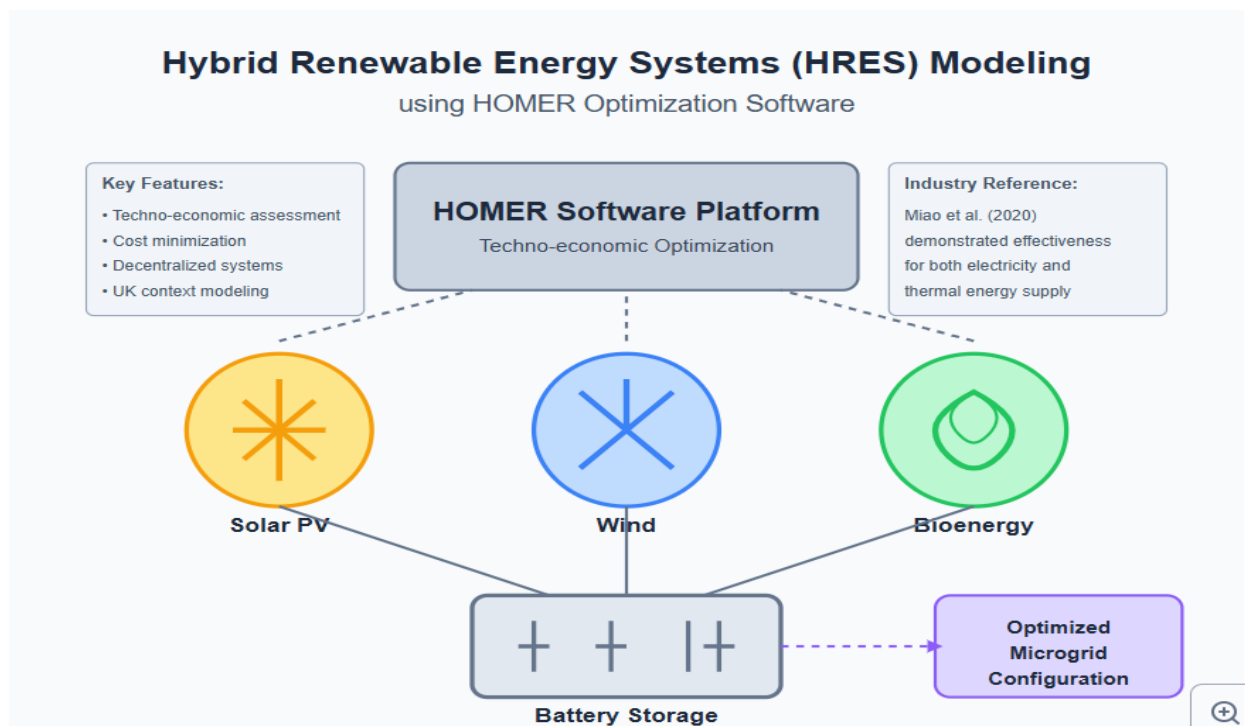 Hybrid Renewable Energy Systems (HRES) Modeling
using HOMER Optimization Software
Key Features:
• Techno-economic assessment
• Cost minimization
• Decentralized systems
• UK context modeling
HOMER Software Platform
Techno-economic Optimization
Industry Reference:
Miao et al. (2020)
demonstrated effectiveness
for both electricity and
thermal energy supply
Solar PV
Wind
Bioenergy
Optimized
Microgrid
Configuration
Battery Storage